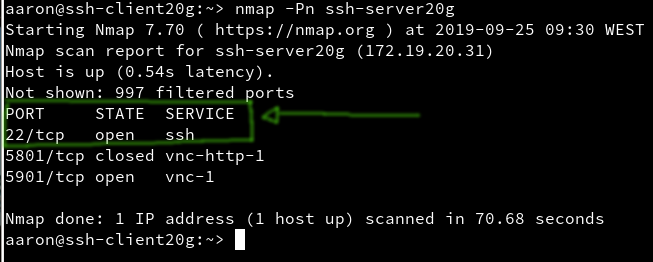 aaron@ssh-client20g:~> nmap -Pn ssh-server20g
Starting Nmap 7.70 ( https://nmap.org ) at 2019-09-25 09:30 WEST
Nmap scan report for ssh-server20g (172.19.20.31)
Host is up (0.54s latency).
Not shown: 997 filtered ports
PORT     STATE  SERVICE
22/tcp   open   ssh
5801/tcp closed vnc-http-1
5901/tcp open   vnc-1
Nmap done: 1 IP address (1 host up) scanned in 70.68 seconds
aaron@ssh-client20g:~>